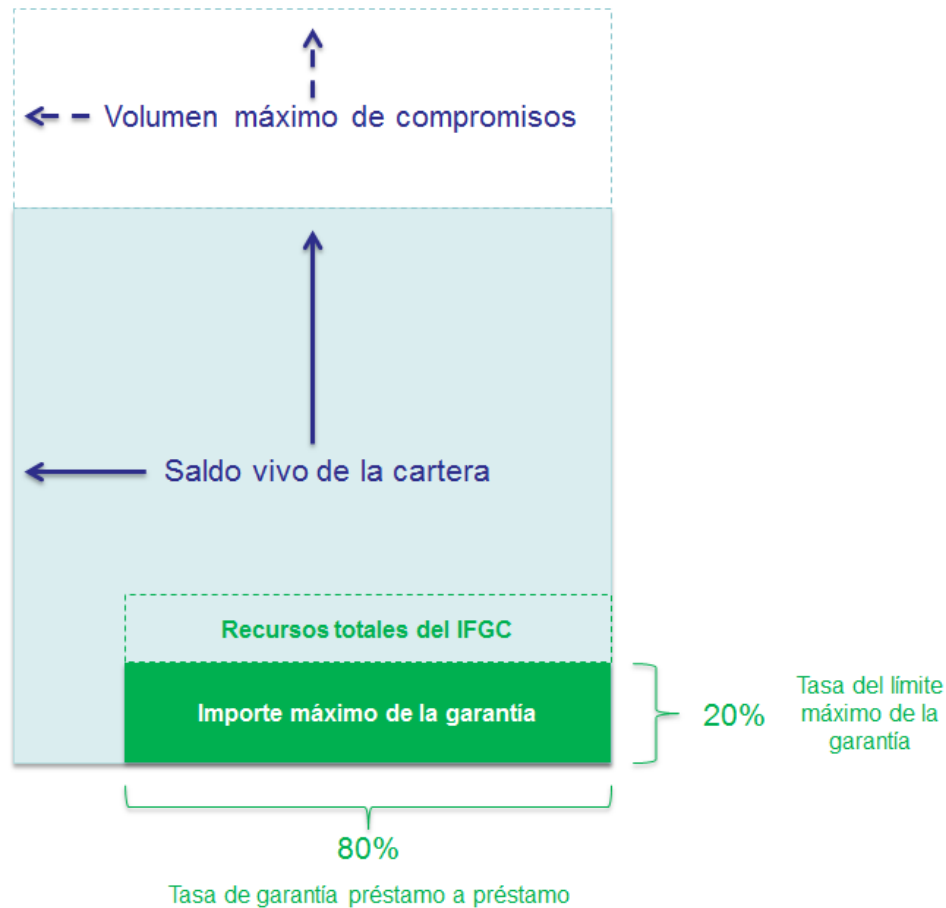 Volumen máximo de compromisos
Saldo vivo de la cartera
Recursos totales del IFGC
Importe máximo de la garantía
20%
Tasa del límite
máximo de la
garantía
80%
Tasa de garantía préstamo a préstamo